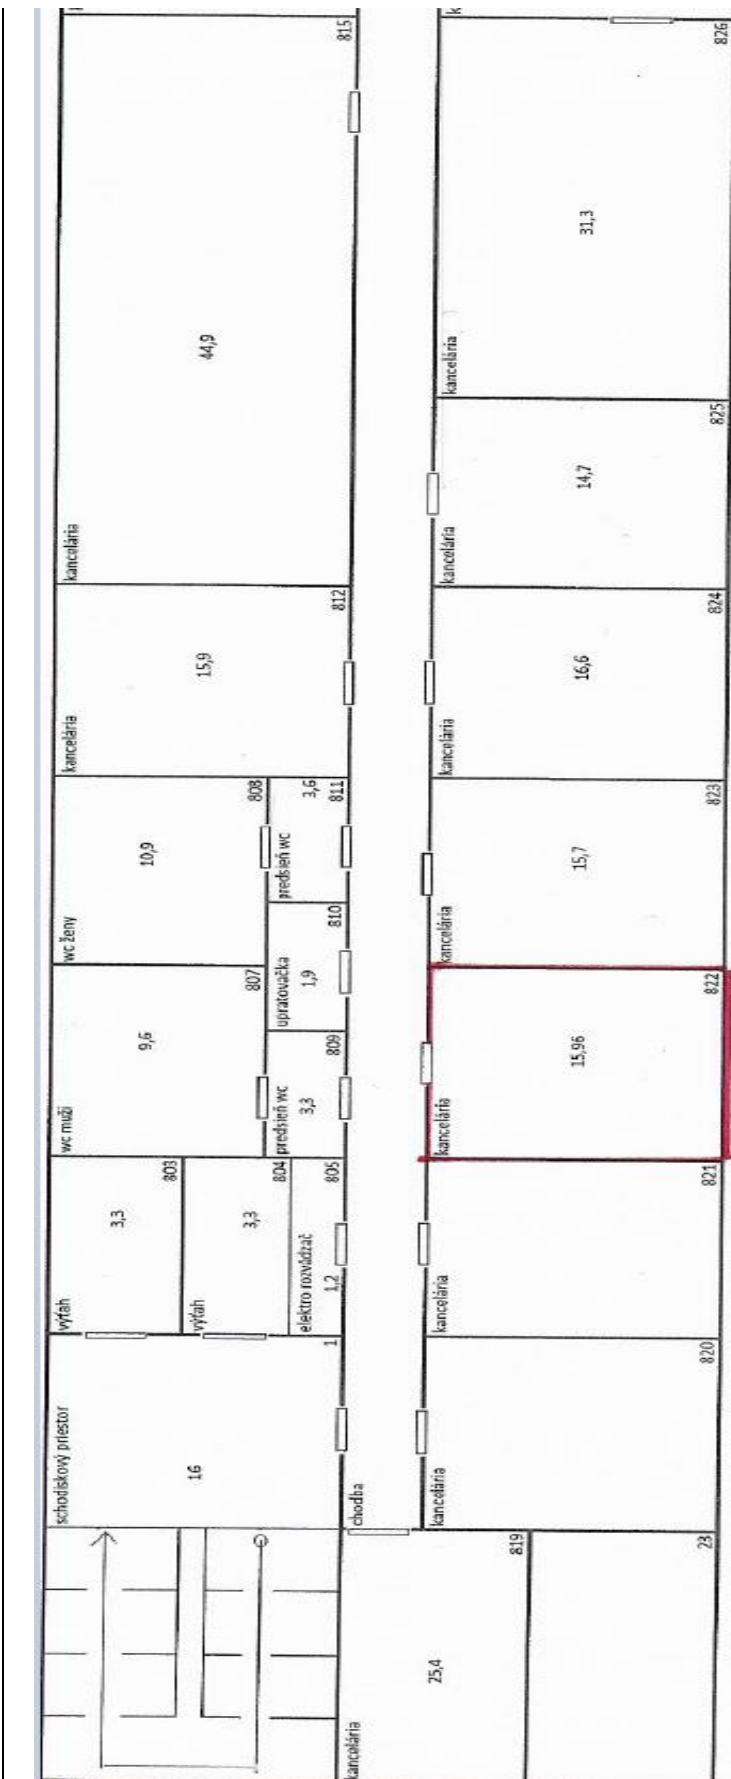 815
44,9
kancelária
812
15,9
kancelária
808
10,9
wc ženy
811
3,6
predsieň wc
810
1,9
upratovačka
807
9,6
wc muži
809
3,3
predsieň wc
803
3,3
výťah
804
3,3
výťah
805
1,2
elektro rozvádzač
1
16
schodiskový priestor
chodba
819
25,4
kancelária
23
826
31,3
kancelária
825
14,7
kancelária
824
16,6
kancelária
823
15,7
kancelária
822
15,96
kancelária
821
kancelária
820
kancelária